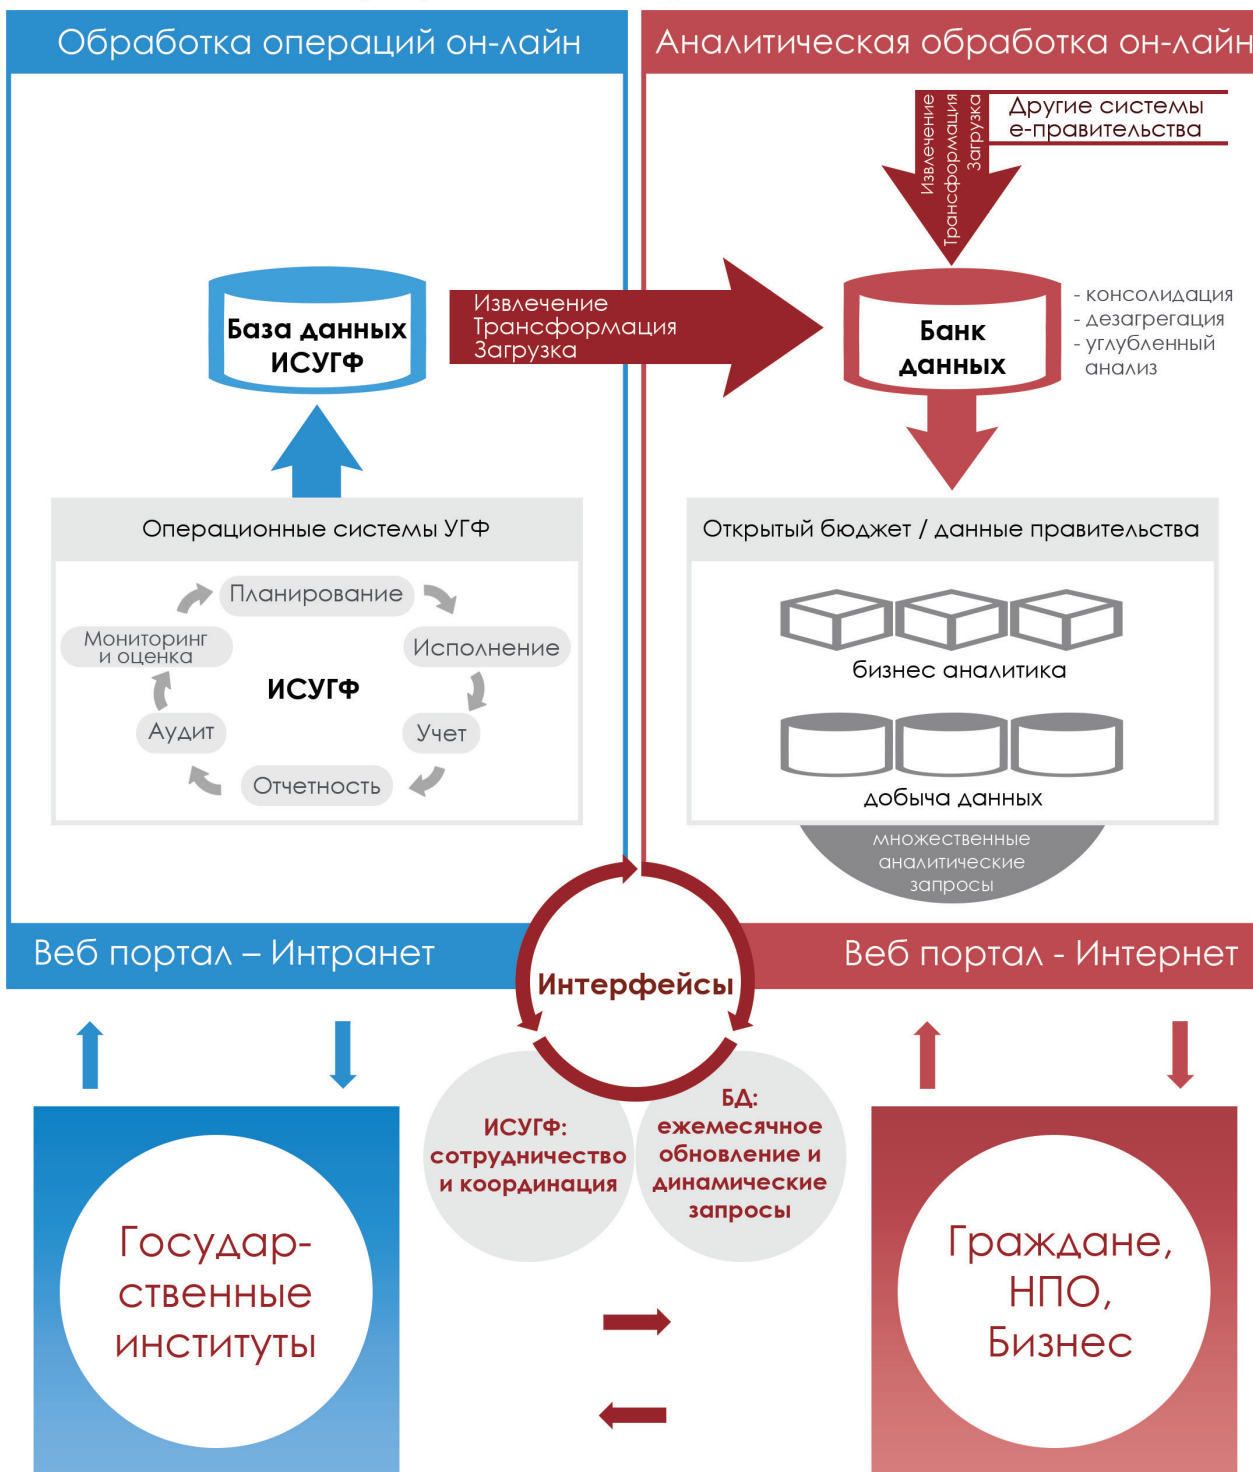 Обработка операций он-лайн
Аналитическая обработка он-лайн
Извлечение
Трансформация
Загрузка
Другие системы
е-правительства
База данных
ИСУГФ
Извлечение
Трансформация
Загрузка
Банк
данных
- консолидация
- дезагрегация
- углубленный
анализ
Операционные системы УГФ
Планирование
Исполнение
Учет
Отчетность
Аудит
Мониторинг
и оценка
ИСУГФ
Открытый бюджет / данные правительства
бизнес аналитика
добыча данных
множественные
аналитические
запросы
Веб портал – Интранет
Веб портал - Интернет
Интерфейсы
ИСУГФ:
сотрудничество
и координация
БД:
ежемесячное
обновление и
динамические
запросы
Государ-
ственные
институты
Граждане,
НПО,
Бизнес